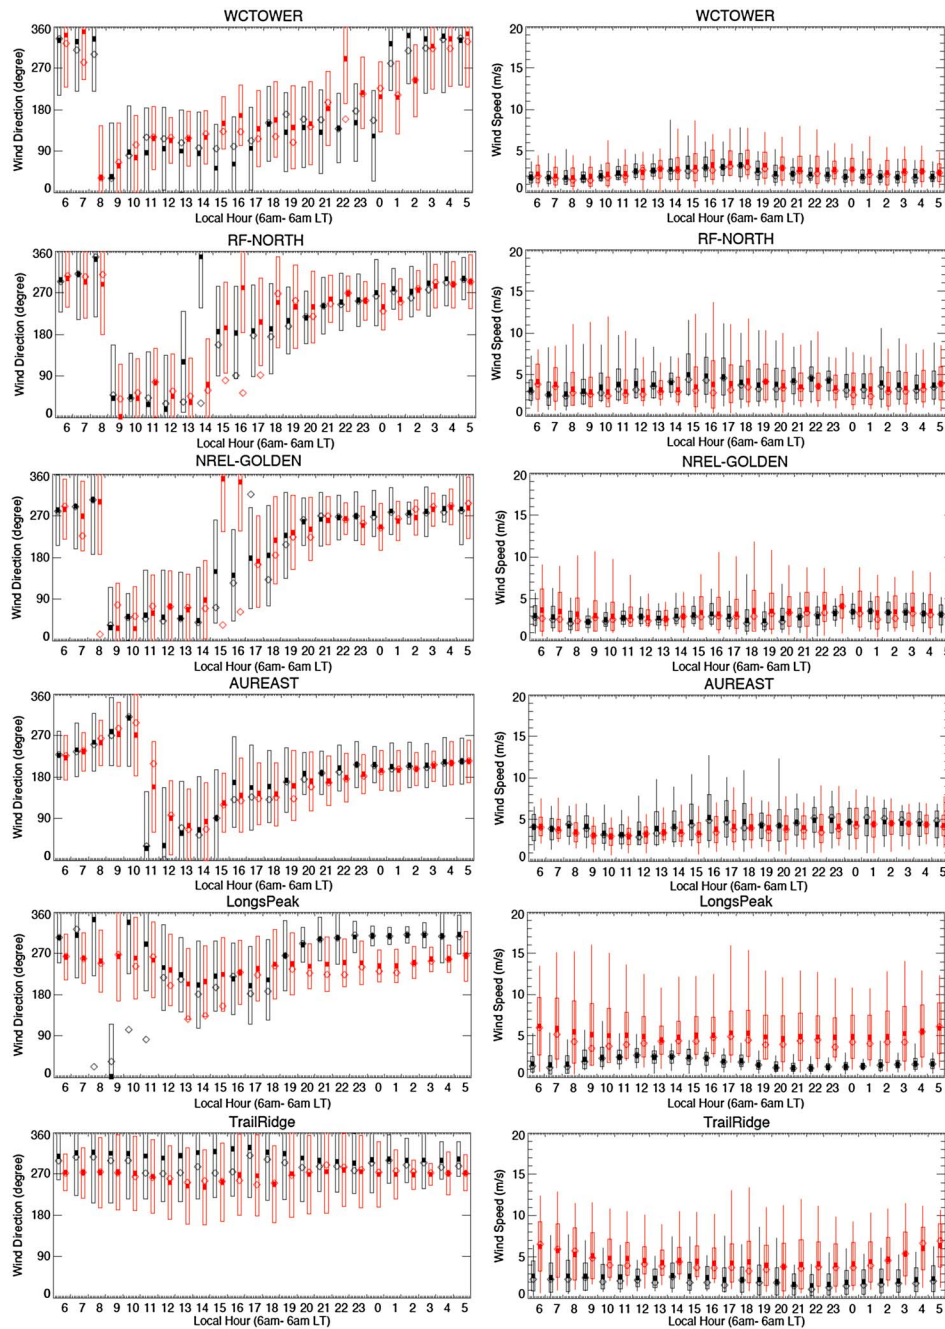 WCTOWER
Wind Direction (degree)
360
270
180
90
0
6 7 8 9 10 11 12 13 14 15 16 17 18 19 20 21 22 23 0 1 2 3 4 5
Local Hour (6am- 6am LT)
WCTOWER
Wind Speed (m/s)
20
15
10
5
0
6 7 8 9 10 11 12 13 14 15 16 17 18 19 20 21 22 23 0 1 2 3 4 5
Local Hour (6am- 6am LT)
RF-NORTH
Wind Direction (degree)
360
270
180
90
0
6 7 8 9 10 11 12 13 14 15 16 17 18 19 20 21 22 23 0 1 2 3 4 5
Local Hour (6am- 6am LT)
RF-NORTH
Wind Speed (m/s)
20
15
10
5
0
6 7 8 9 10 11 12 13 14 15 16 17 18 19 20 21 22 23 0 1 2 3 4 5
Local Hour (6am- 6am LT)
NREL-GOLDEN
Wind Direction (degree)
360
270
180
90
0
6 7 8 9 10 11 12 13 14 15 16 17 18 19 20 21 22 23 0 1 2 3 4 5
Local Hour (6am- 6am LT)
NREL-GOLDEN
Wind Speed (m/s)
20
15
10
5
0
6 7 8 9 10 11 12 13 14 15 16 17 18 19 20 21 22 23 0 1 2 3 4 5
Local Hour (6am- 6am LT)
AUREAST
Wind Direction (degree)
360
270
180
90
0
6 7 8 9 10 11 12 13 14 15 16 17 18 19 20 21 22 23 0 1 2 3 4 5
Local Hour (6am- 6am LT)
AUREAST
Wind Speed (m/s)
20
15
10
5
0
6 7 8 9 10 11 12 13 14 15 16 17 18 19 20 21 22 23 0 1 2 3 4 5
Local Hour (6am- 6am LT)
LongsPeak
Wind Direction (degree)
360
270
180
90
0
6 7 8 9 10 11 12 13 14 15 16 17 18 19 20 21 22 23 0 1 2 3 4 5
Local Hour (6am- 6am LT)
LongsPeak
Wind Speed (m/s)
20
15
10
5
0
6 7 8 9 10 11 12 13 14 15 16 17 18 19 20 21 22 23 0 1 2 3 4 5
Local Hour (6am- 6am LT)
TrailRidge
Wind Direction (degree)
360
270
180
90
0
6 7 8 9 10 11 12 13 14 15 16 17 18 19 20 21 22 23 0 1 2 3 4 5
Local Hour (6am- 6am LT)
TrailRidge
Wind Speed (m/s)
20
15
10
5
0
6 7 8 9 10 11 12 13 14 15 16 17 18 19 20 21 22 23 0 1 2 3 4 5
Local Hour (6am- 6am LT)